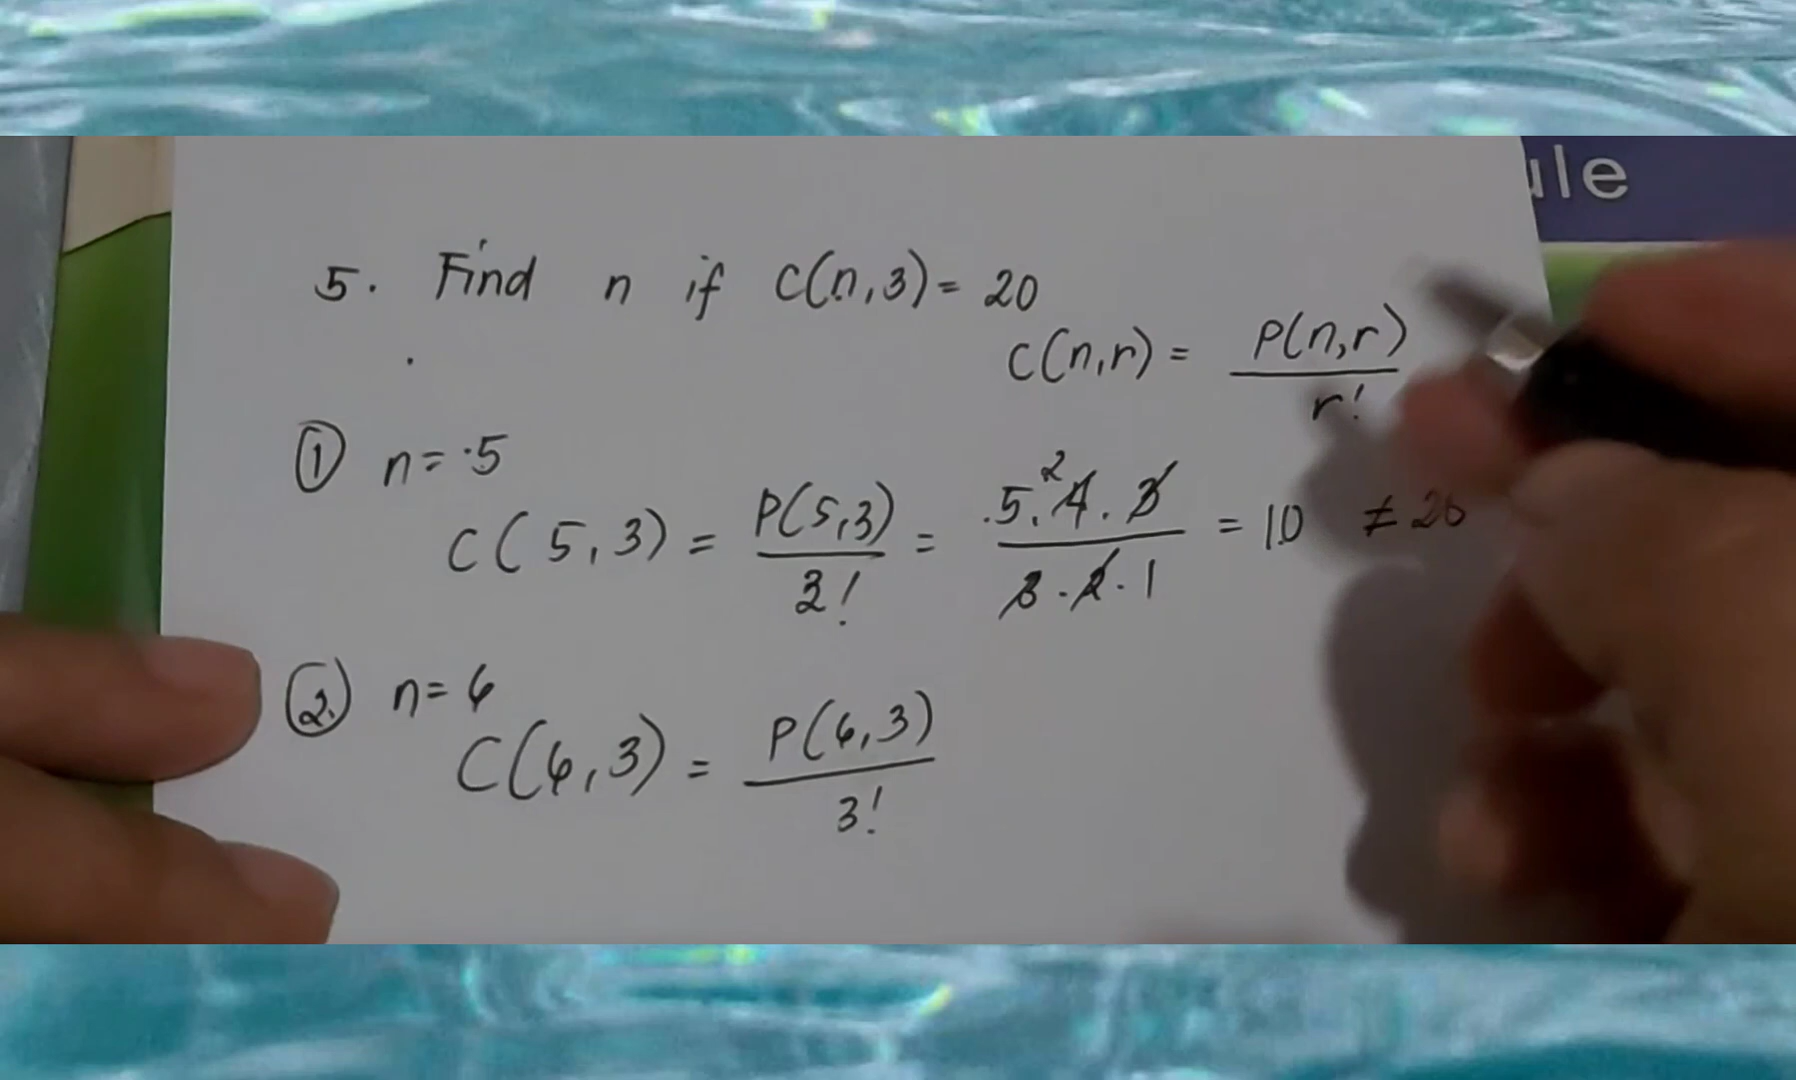 ule
5. Find n if C(n,3) = 20
C(n,r) = P(n,r) / r!
① n = 5
C(5,3) = P(5,3) / 3! = 5.4.3 / 3.2.1 = 10 ≠ 20
2
② n = 6
C(6,3) = P(6,3) / 3!